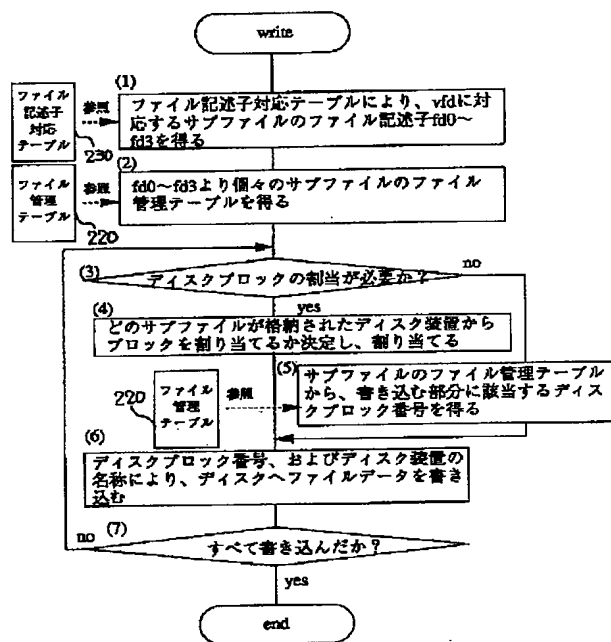 write
(1)
ファイル
記述子
対応
テーブル
参照
230
ファイル記述子対応テーブルにより、vfdに対
応するサブファイルのファイル記述子fd0～
fd3を得る
(2)
ファイル
管理
テーブル
参照
220
fd0～fd3より個々のサブファイルのファイル
管理テーブルを得る
(3)
ディスクブロックの割当が必要か？
no
yes
(4)
どのサブファイルが格納されたディスク装置から
ブロックを割り当てるか決定し、割り当てる
(5)
220
ファイル
管理
テーブル
参照
サブファイルのファイル管理テーブル
から、書き込む部分に該当するディス
クブロック番号を得る
(6)
ディスクブロック番号、およびディスク装置の
名称により、ディスクへファイルデータを書き
込む
no
(7)
すべて書き込んだか？
yes
end